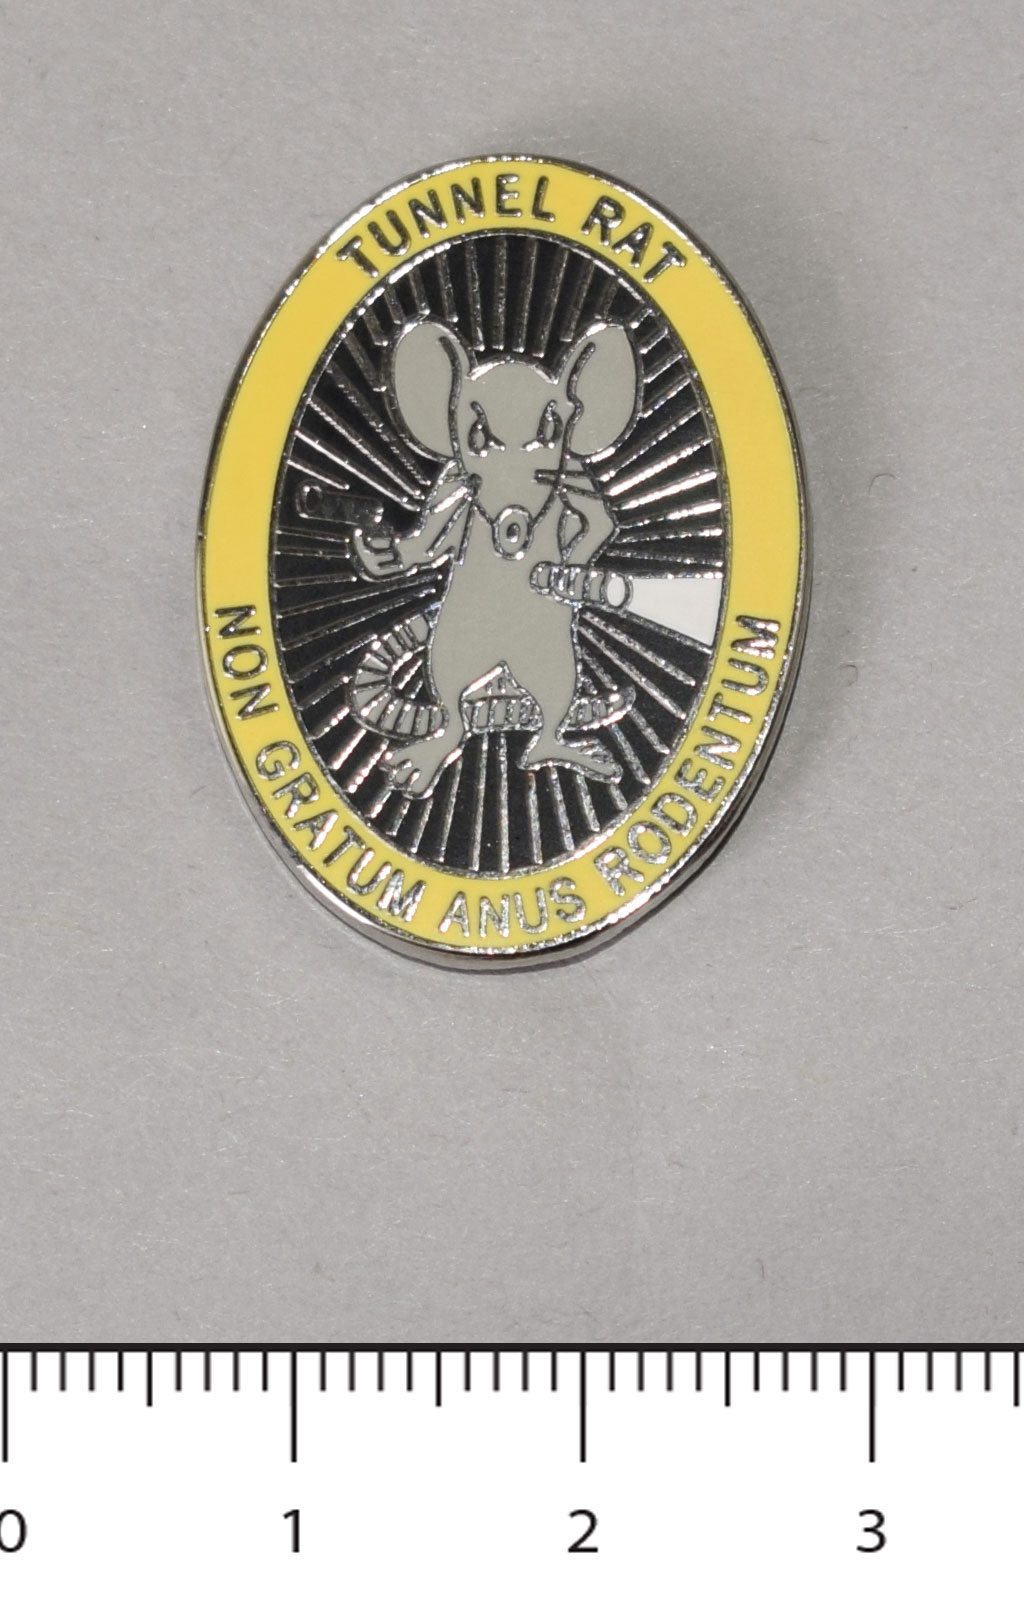 TUNNEL RAT
NON GRATUM ANUS RODENTUM
0 1 2 3